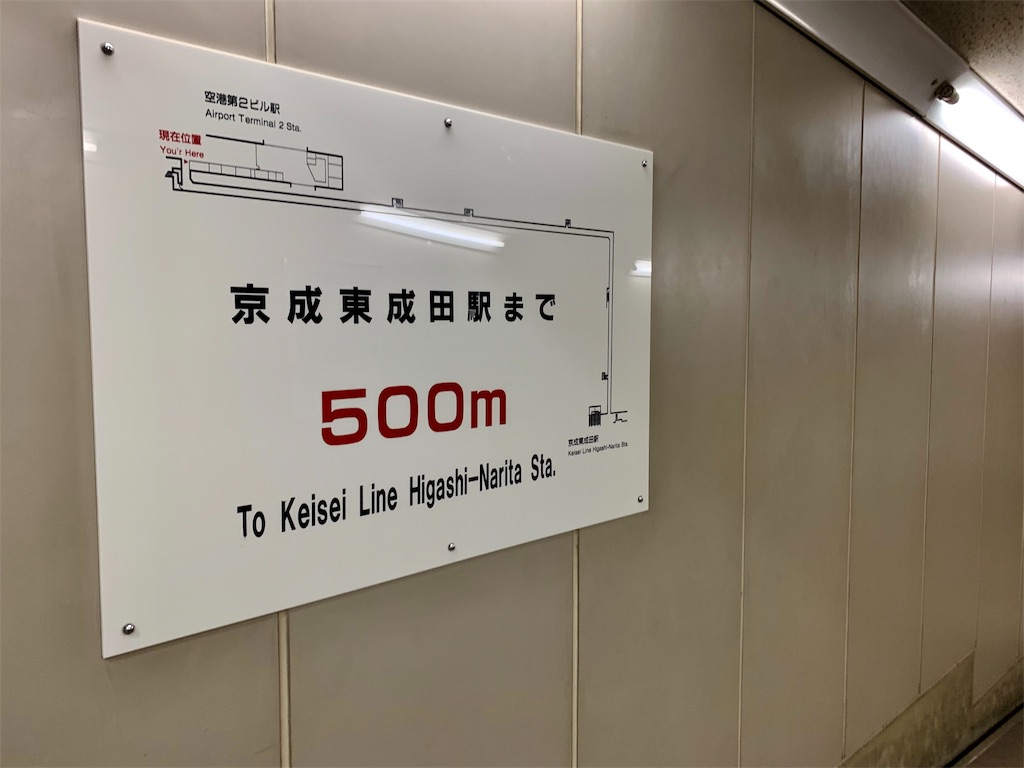 空港第2ビル駅
Airport Terminal 2 Sta.
現在位置
You'r Here
京成東成田駅まで
500m
To Keisei Line Higashi-Narita Sta.
京成東成田駅
Keisei Line Higashi-Narita Sta.